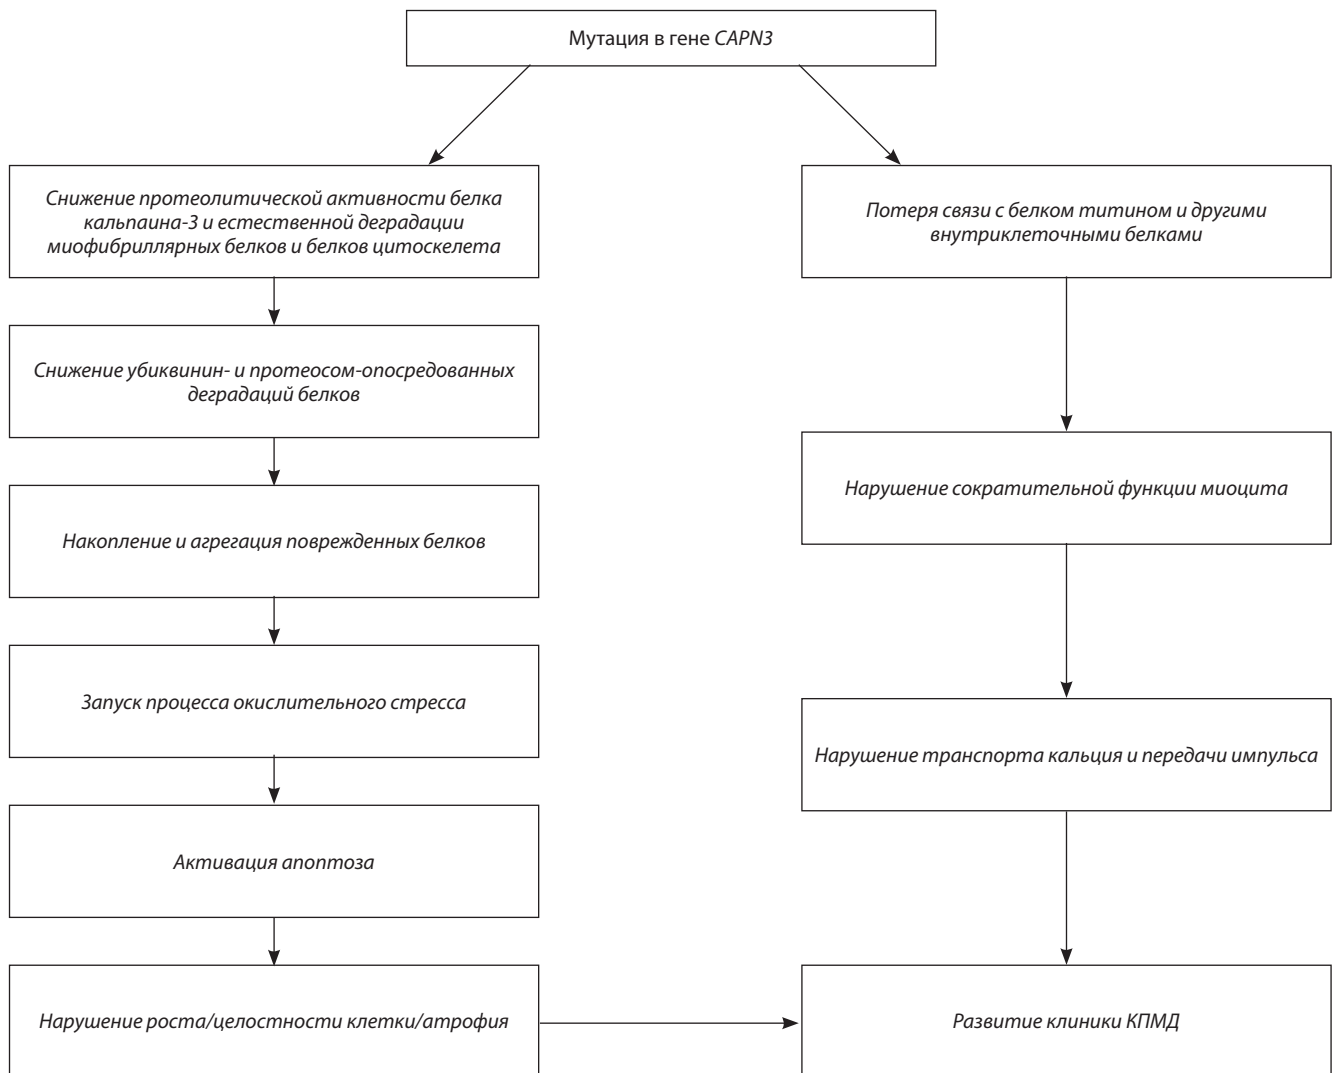 Мутация в гене CAPN3
Снижение протеолитической активности белка
кальпаина-3 и естественной деградации
миофибриллярных белков и белков цитоскелета
Снижение убиквинин- и протеосом-опосредованных
деградаций белков
Накопление и агрегация поврежденных белков
Запуск процесса окислительного стресса
Активация апоптоза
Нарушение роста/целостности клетки/атрофия
Потеря связи с белком титином и другими
внутриклеточными белками
Нарушение сократительной функции миоцита
Нарушение транспорта кальция и передачи импульса
Развитие клиники КПМД